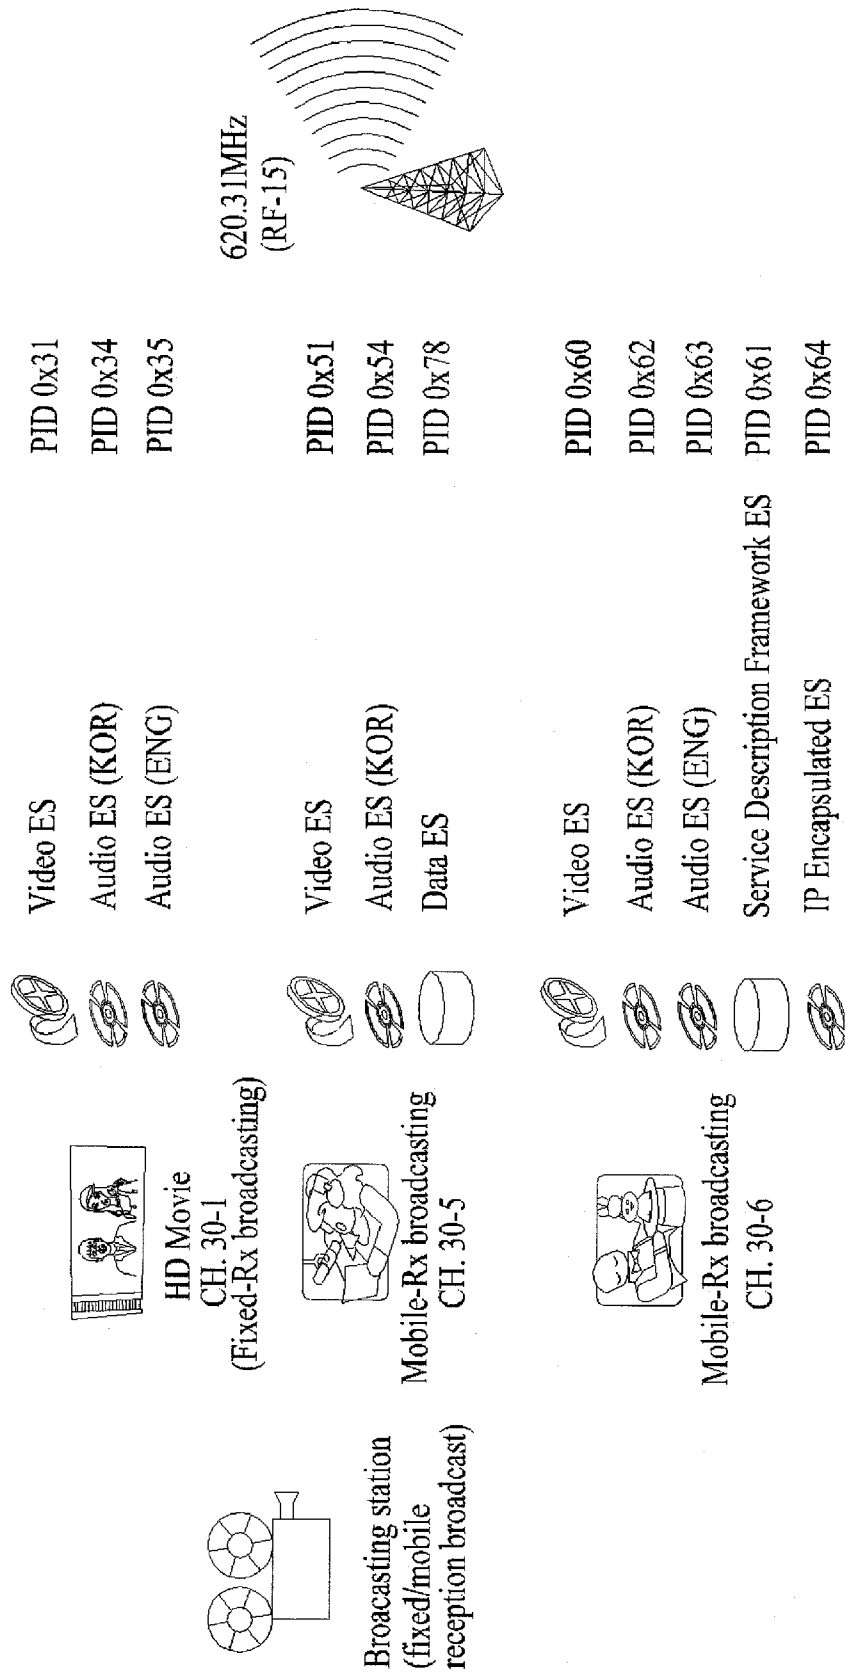 Broacasting station
(fixed/mobile
reception broadcast)
HD Movie
CH. 30-1
(Fixed-Rx broadcasting)
Video ES
PID 0x31
Audio ES (KOR)
PID 0x34
Audio ES (ENG)
PID 0x35
Mobile-Rx broadcasting
CH. 30-5
Video ES
PID 0x51
Audio ES (KOR)
PID 0x54
Data ES
PID 0x78
Mobile-Rx broadcasting
CH. 30-6
Video ES
PID 0x60
Audio ES (KOR)
PID 0x62
Audio ES (ENG)
PID 0x63
Service Description Framework ES
PID 0x61
IP Encapsulated ES
PID 0x64
620.31MHz
(RF-15)